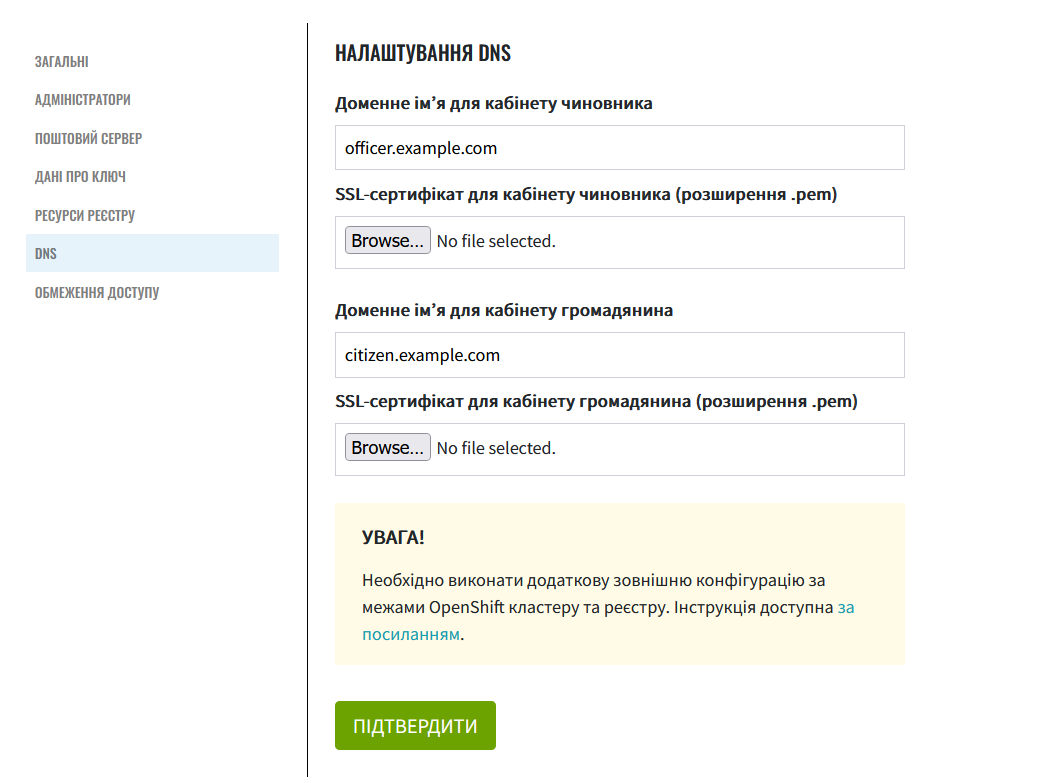 ЗАГАЛЬНІ
АДМІНІСТРАТОРИ
ПОШТОВИЙ СЕРВЕР
ДАНІ ПРО КЛЮЧ
РЕСУРСИ РЕЄСТРУ
DNS
ОБМЕЖЕННЯ ДОСТУПУ
НАЛАШТУВАННЯ DNS
Доменне ім’я для кабінету чиновника
officer.example.com
SSL-сертифікат для кабінету чиновника (розширення .pem)
Browse... No file selected.
Доменне ім’я для кабінету громадянина
citizen.example.com
SSL-сертифікат для кабінету громадянина (розширення .pem)
Browse... No file selected.
УВАГА!
Необхідно виконати додаткову зовнішню конфігурацію за
межами OpenShift кластеру та реєстру. Інструкція доступна за
посиланням.
ПІДТВЕРДИТИ